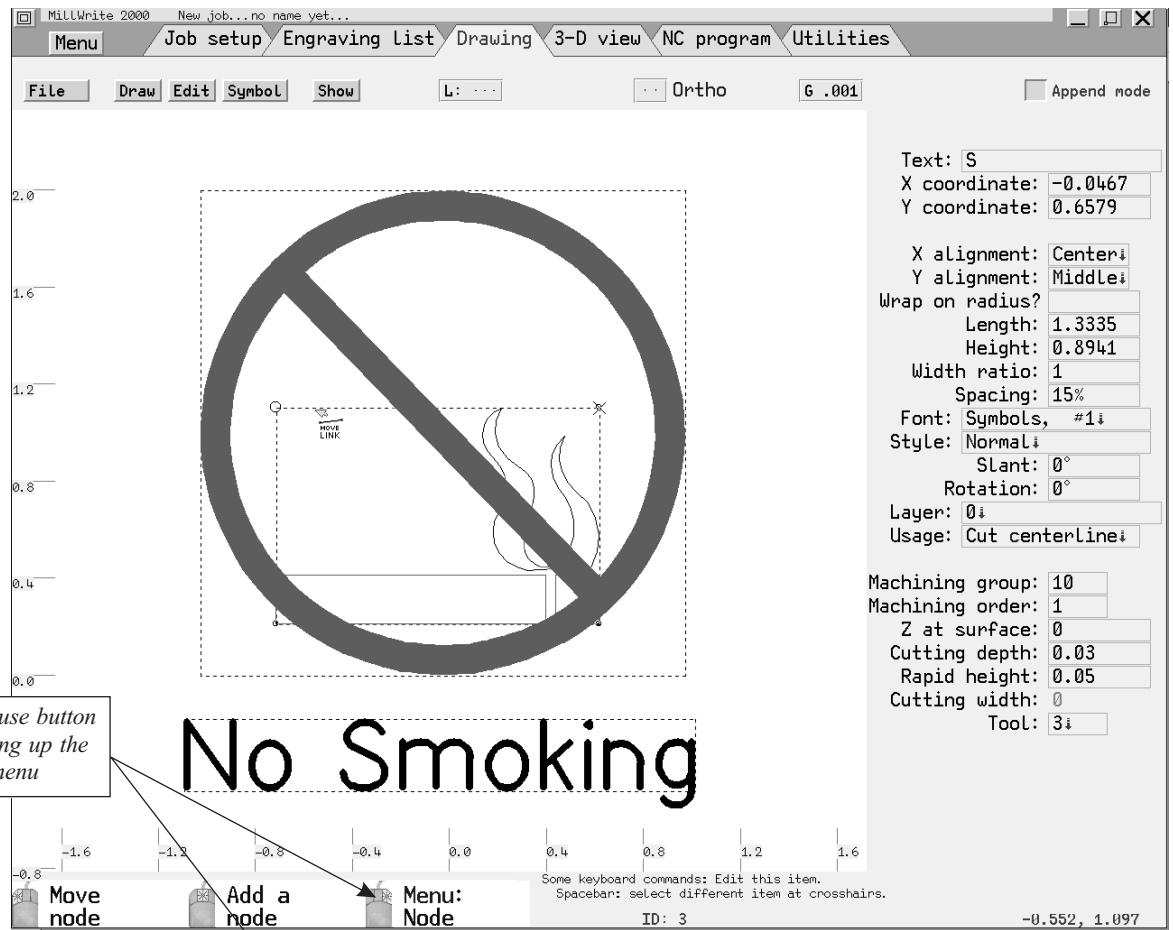 MillWrite 2000 New job...no name yet...
Menu Job setup Engraving List Drawing 3-D view NC program Utilities
File Draw Edit Symbol Show L: ··· ·· Ortho G .001 Append mode
Text: S
X coordinate: -0.0467
Y coordinate: 0.6579
X alignment: Center↓
Y alignment: Middle↓
Wrap on radius?
Length: 1.3335
Height: 0.8941
Width ratio: 1
Spacing: 15%
Font: Symbols, #1↓
Style: Normal↓
Slant: 0°
Rotation: 0°
Layer: 0↓
Usage: Cut centerline↓
Machining group: 10
Machining order: 1
Z at surface: 0
Cutting depth: 0.03
Rapid height: 0.05
Cutting width: 0
Tool: 3↓
2.0
1.6
1.2
0.8
0.4
0.0
-0.8
MOVE
LINK
use button
ng up the
menu
No Smoking
-1.6 -1.2 -0.8 -0.4 0.0 0.4 0.8 1.2 1.6
Move
node
Add a
node
Menu:
Node
Some keyboard commands: Edit this item.
Spacebar: select different item at crosshairs.
ID: 3
-0.552, 1.097